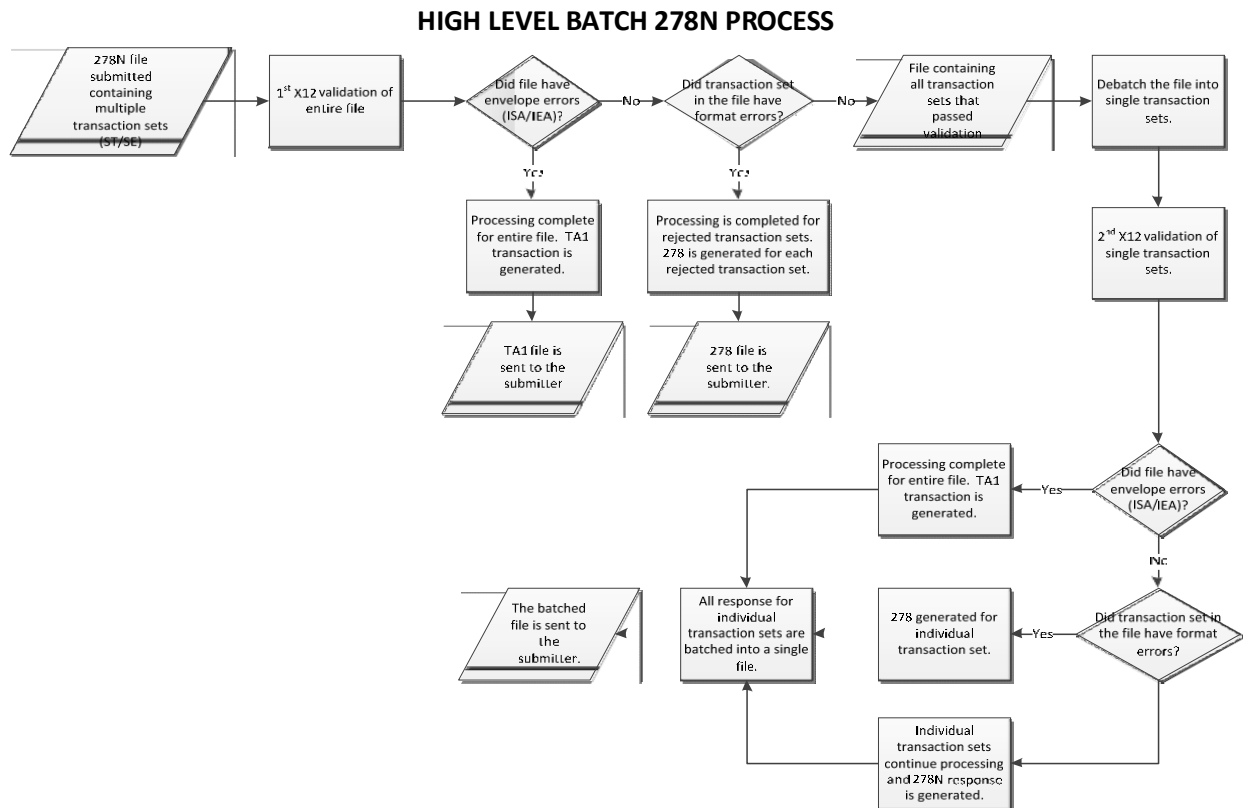 HIGH LEVEL BATCH 278N PROCESS
278N file
submitted
containing
multiple
transaction sets
(ST/SE)
1st X12 validation of
entire file
Did file have
envelope errors
(ISA/IEA)?
No
Did transaction set
in the file have
format errors?
No
File containing
all transaction
sets that
passed
validation
Debatch the file into
single transaction
sets.
Yes
Yes
Processing complete
for entire file. TA1
transaction is
generated.
Processing is completed for
rejected transaction sets.
278 is generated for each
rejected transaction set.
2nd X12 validation of
single transaction
sets.
TA1 file is
sent to the
submitter
278 file is
sent to the
submitter.
Processing complete
for entire file. TA1
transaction is
generated.
Yes
Did file have
envelope errors
(ISA/IEA)?
No
The batched
file is sent to
the
submitter.
All response for
individual
transaction sets are
batched into a single
file.
278 generated for
individual
transaction set.
Yes
Did transaction set in
the file have format
errors?
Individual
transaction sets
continue processing
and 278N response
is generated.